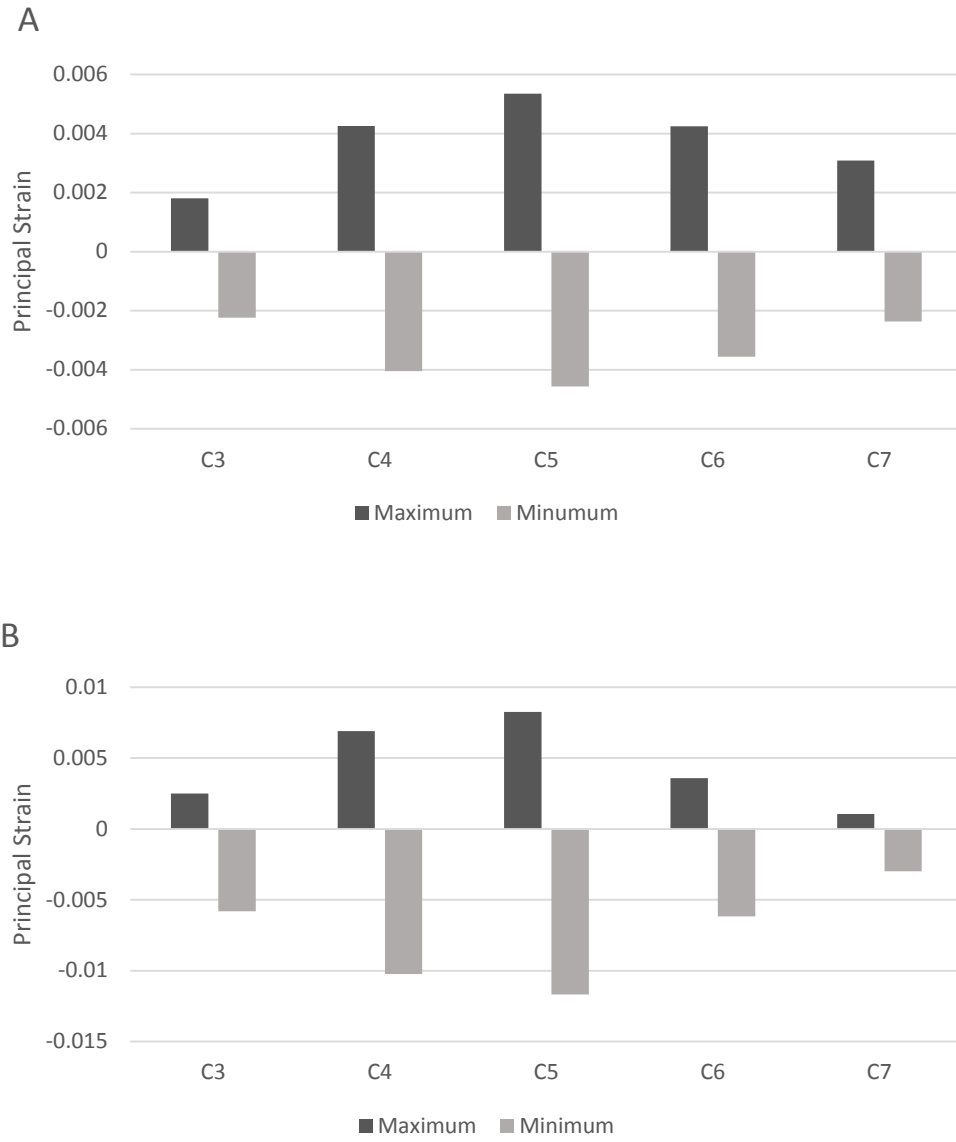 A
0.006
0.004
0.002
0
-0.002
-0.004
-0.006
Principal Strain
C3 C4 C5 C6 C7
Maximum Minumum
B
0.01
0.005
0
-0.005
-0.01
-0.015
Principal Strain
C3 C4 C5 C6 C7
Maximum Minimum